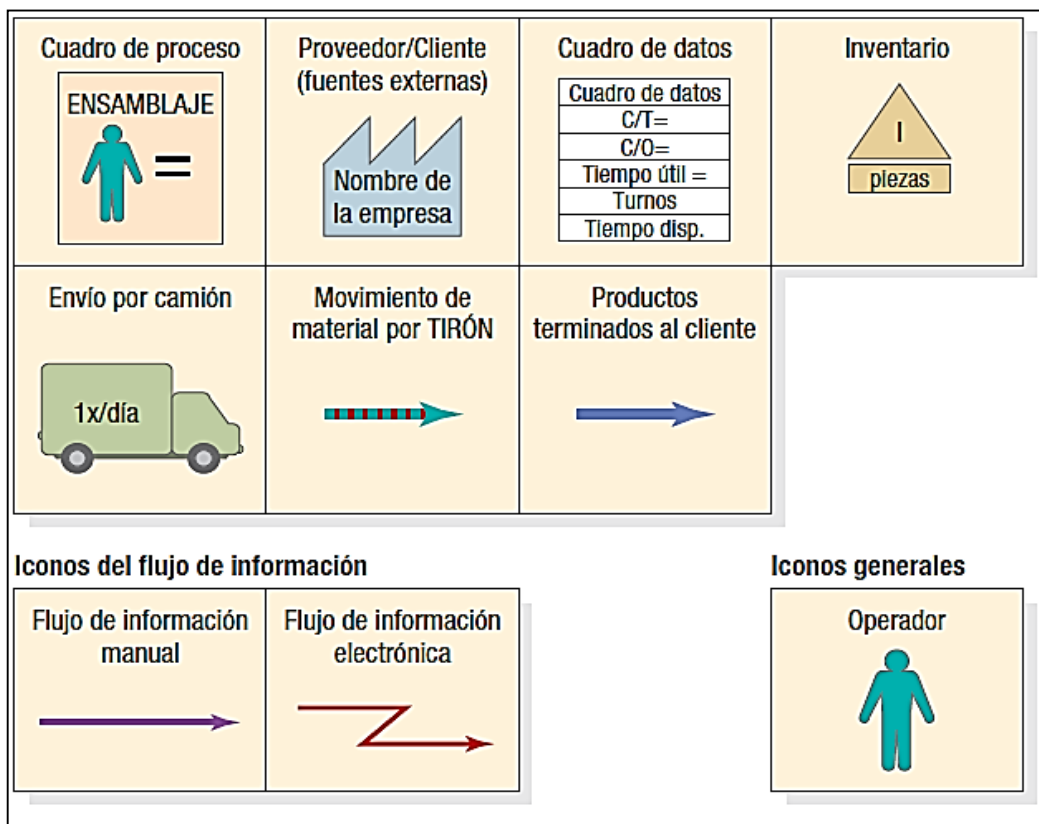 Cuadro de proceso
ENSAMBLAJE
=
Proveedor/Cliente
(fuentes externas)
Nombre de
la empresa
Cuadro de datos
Cuadro de datos
C/T=
C/O=
Tiempo útil =
Turnos
Tiempo disp.
Inventario
I
piezas
Envío por camión
1x/día
Movimiento de
material por TIRÓN
Productos
terminados al cliente
Iconos del flujo de información
Flujo de información
manual
Flujo de información
electrónica
Iconos generales
Operador